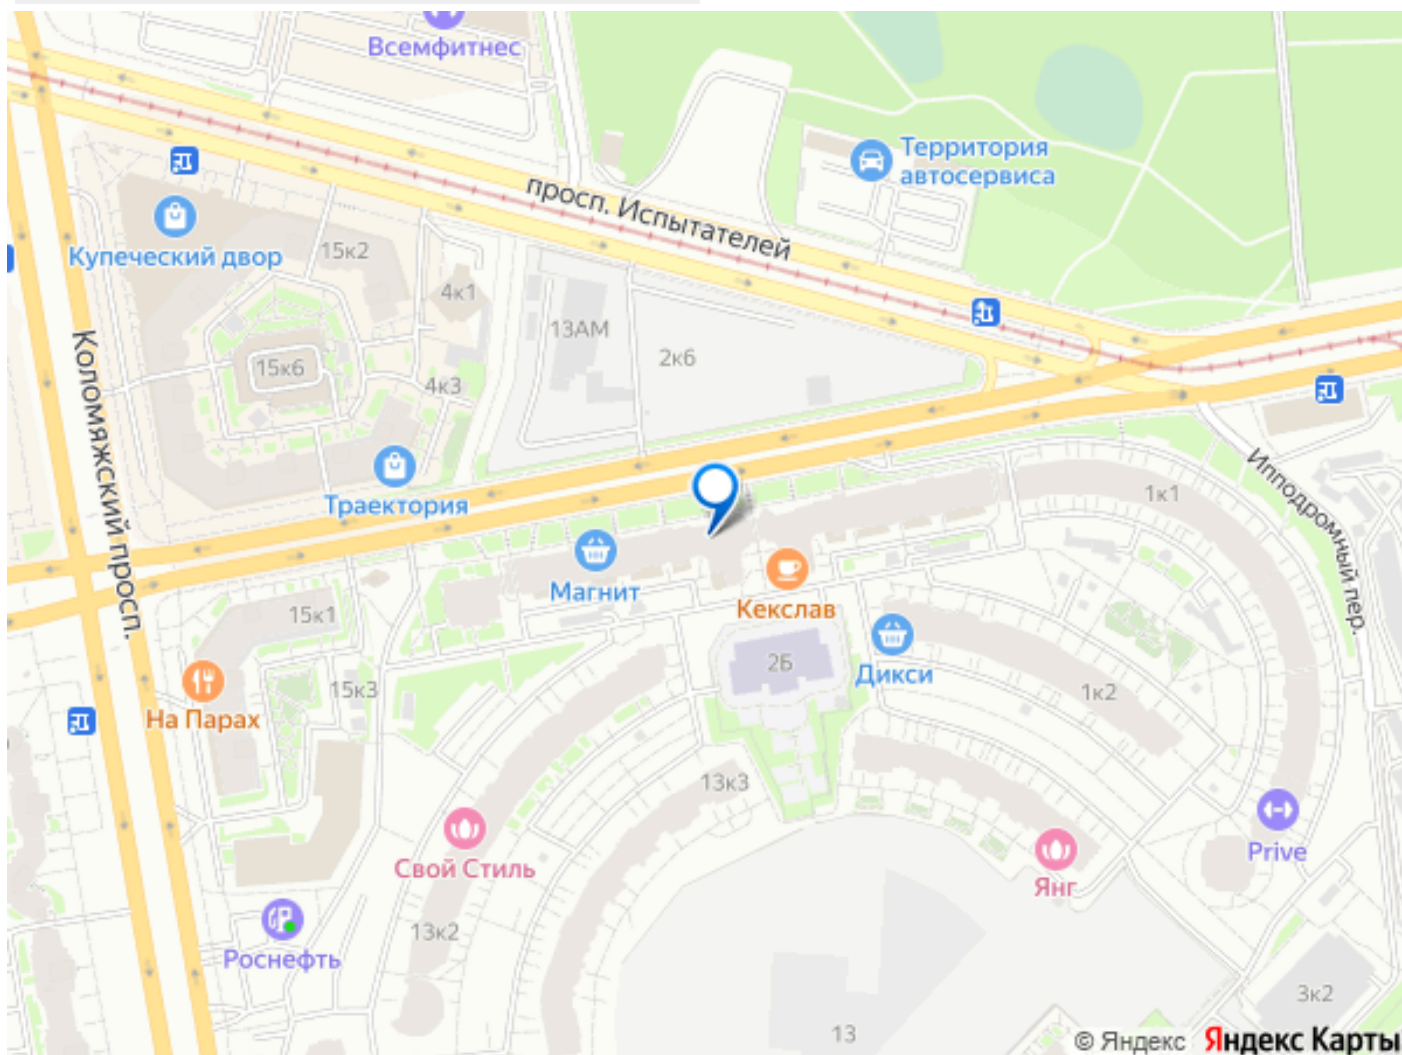 Всемфитнес
Территория
автосервиса
просп. Испытателей
Купеческий двор
15к2
4к1
13АМ
2к6
15к6
4к3
Коломяжский просп.
Траектория
1к1
Ипподромный пер.
Магнит
Кекслав
15к1
2Б
Дикси
15к3
1к2
На Парах
13к3
Свой Стиль
Prive
Янг
13к2
Роснефть
3к2
13
© Яндекс Яндекс Карты